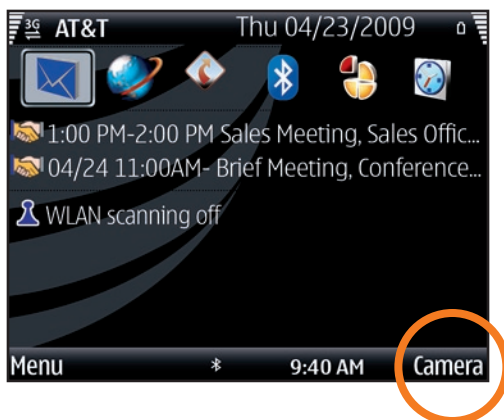 3G AT&T Thu 04/23/2009
1:00 PM-2:00 PM Sales Meeting, Sales Offic...
04/24 11:00AM- Brief Meeting, Conference...
WLAN scanning off
Menu 9:40 AM Camera